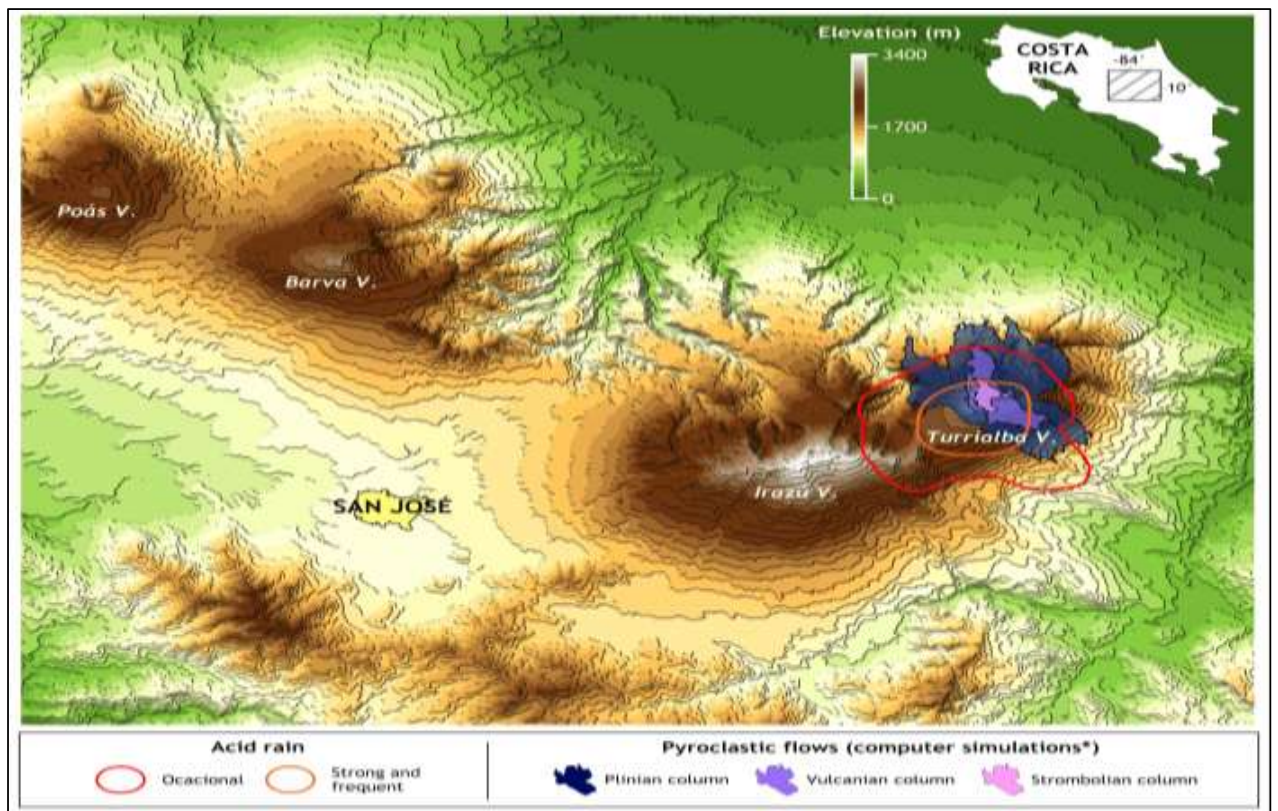 Elevation (m)
3400
1700
0
COSTA
RICA
-84°
10°
Poás V.
Barva V.
Turrialba V.
Irazú V.
SAN JOSÉ
Acid rain
Ocacional
Strong and
frequent
Pyroclastic flows (computer simulations*)
Plinian column
Vulcanian column
Strombolian column